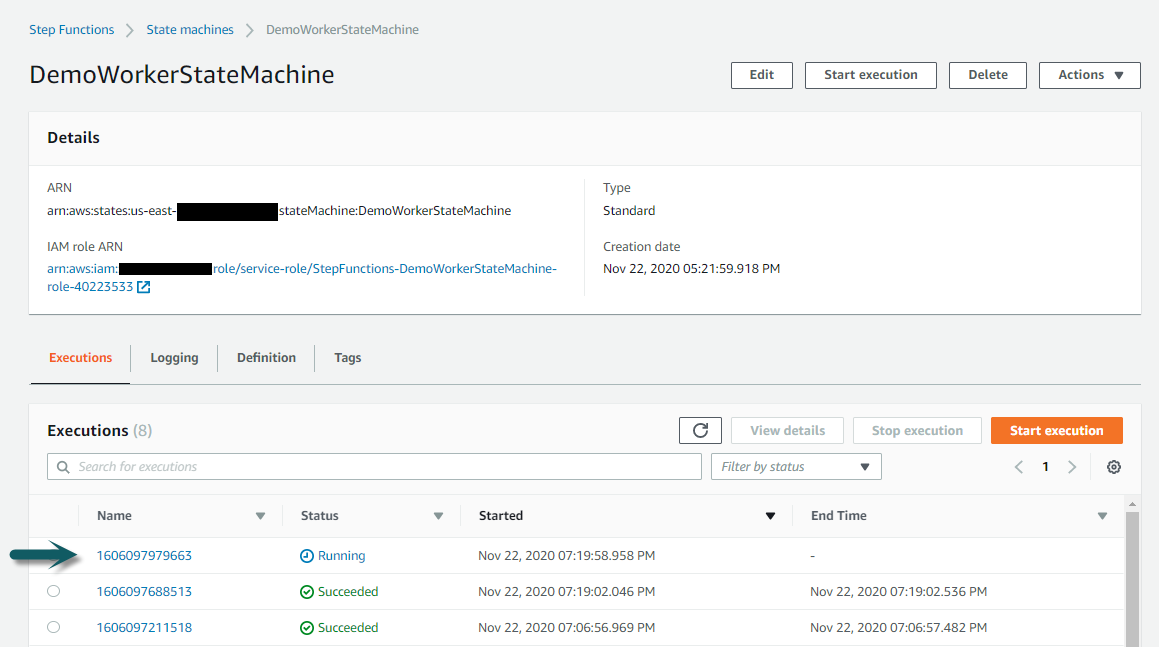 Step Functions > State machines > DemoWorkerStateMachine
DemoWorkerStateMachine
Edit Start execution Delete Actions
Details
ARN
arn:aws:states:us-east- stateMachine:DemoWorkerStateMachine
IAM role ARN
arn:aws:iam: role/service-role/StepFunctions-DemoWorkerStateMachine-
role-40223533
Type
Standard
Creation date
Nov 22, 2020 05:21:59.918 PM
Executions Logging Definition Tags
Executions (8)
View details Stop execution Start execution
Search for executions Filter by status 1
Name Status Started End Time
1606097979663 Running Nov 22, 2020 07:19:58.958 PM -
1606097688513 Succeeded Nov 22, 2020 07:19:02.046 PM Nov 22, 2020 07:19:02.536 PM
1606097211518 Succeeded Nov 22, 2020 07:06:56.969 PM Nov 22, 2020 07:06:57.482 PM